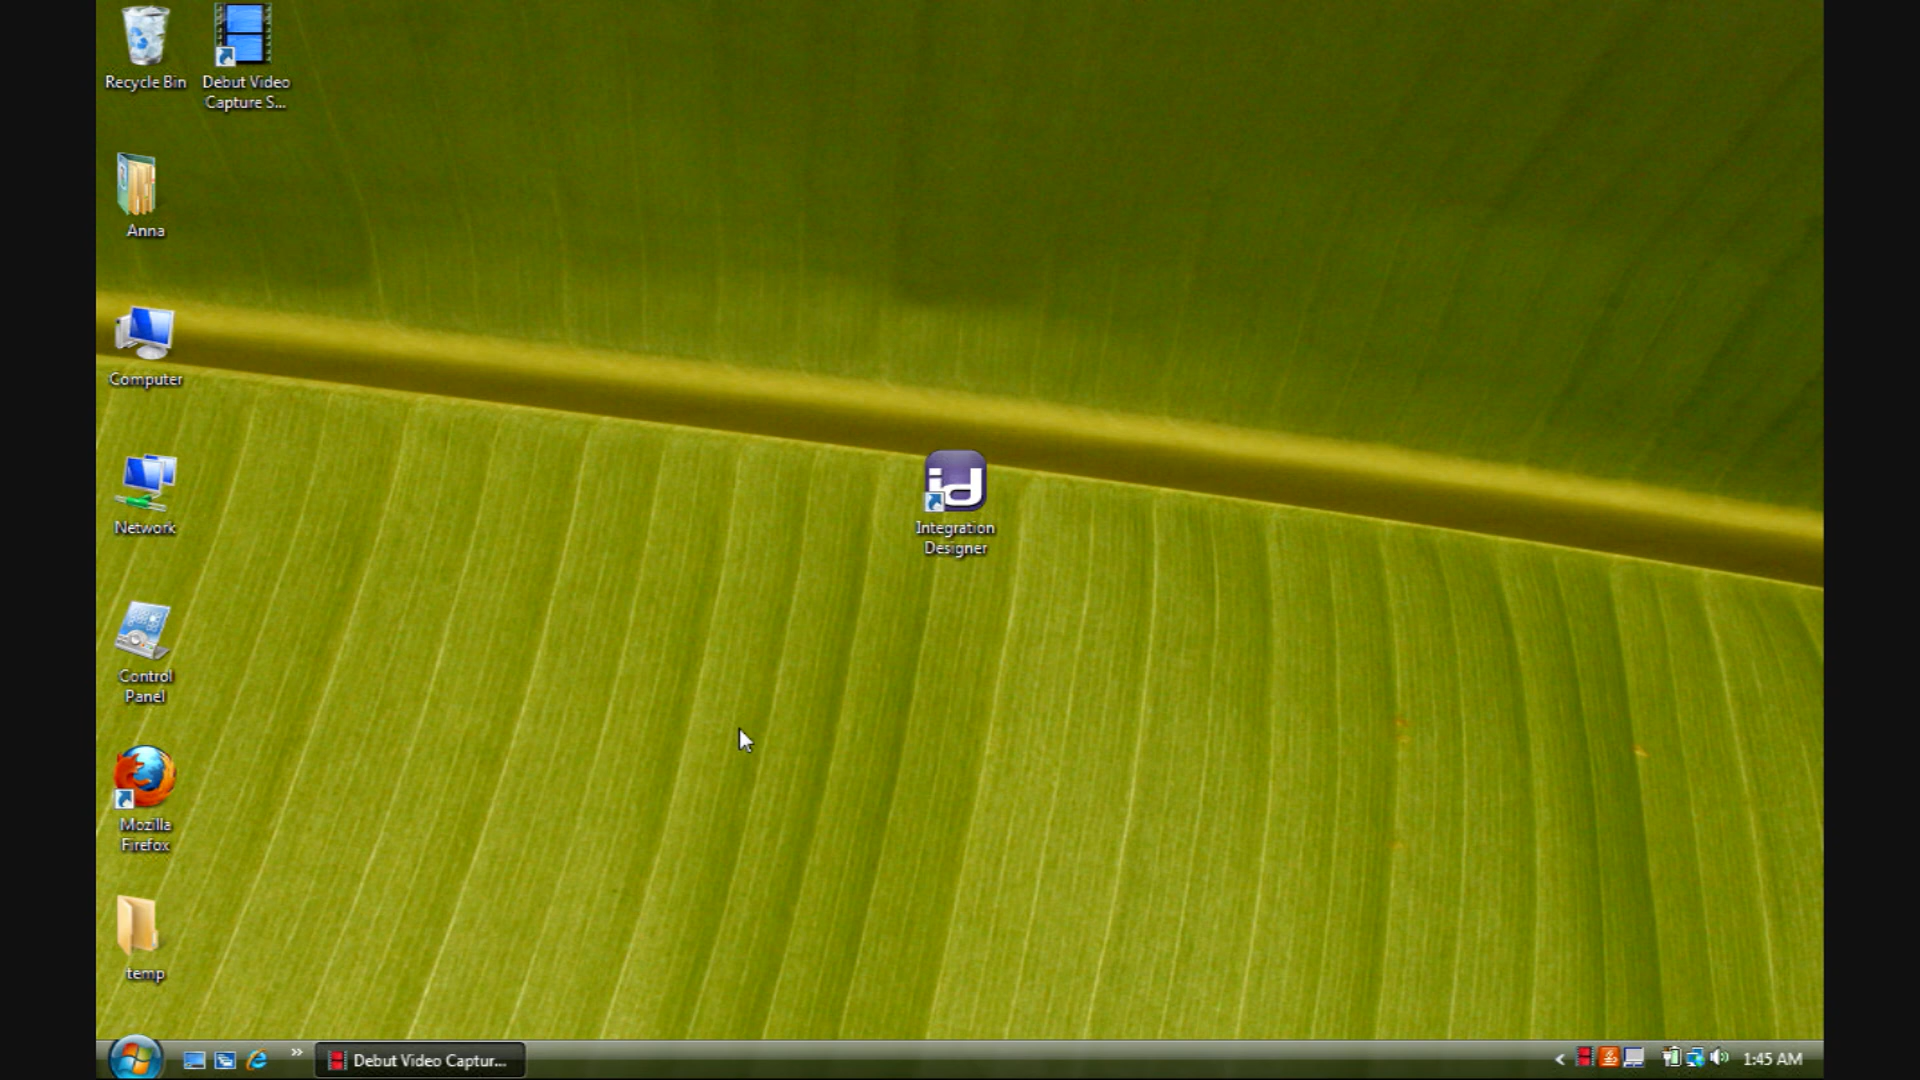 Recycle Bin
Debut Video
Capture S...
Anna
Computer
Network
id
Integration
Designer
Control
Panel
Mozilla
Firefox
temp
Debut Video Captur...
1:45 AM